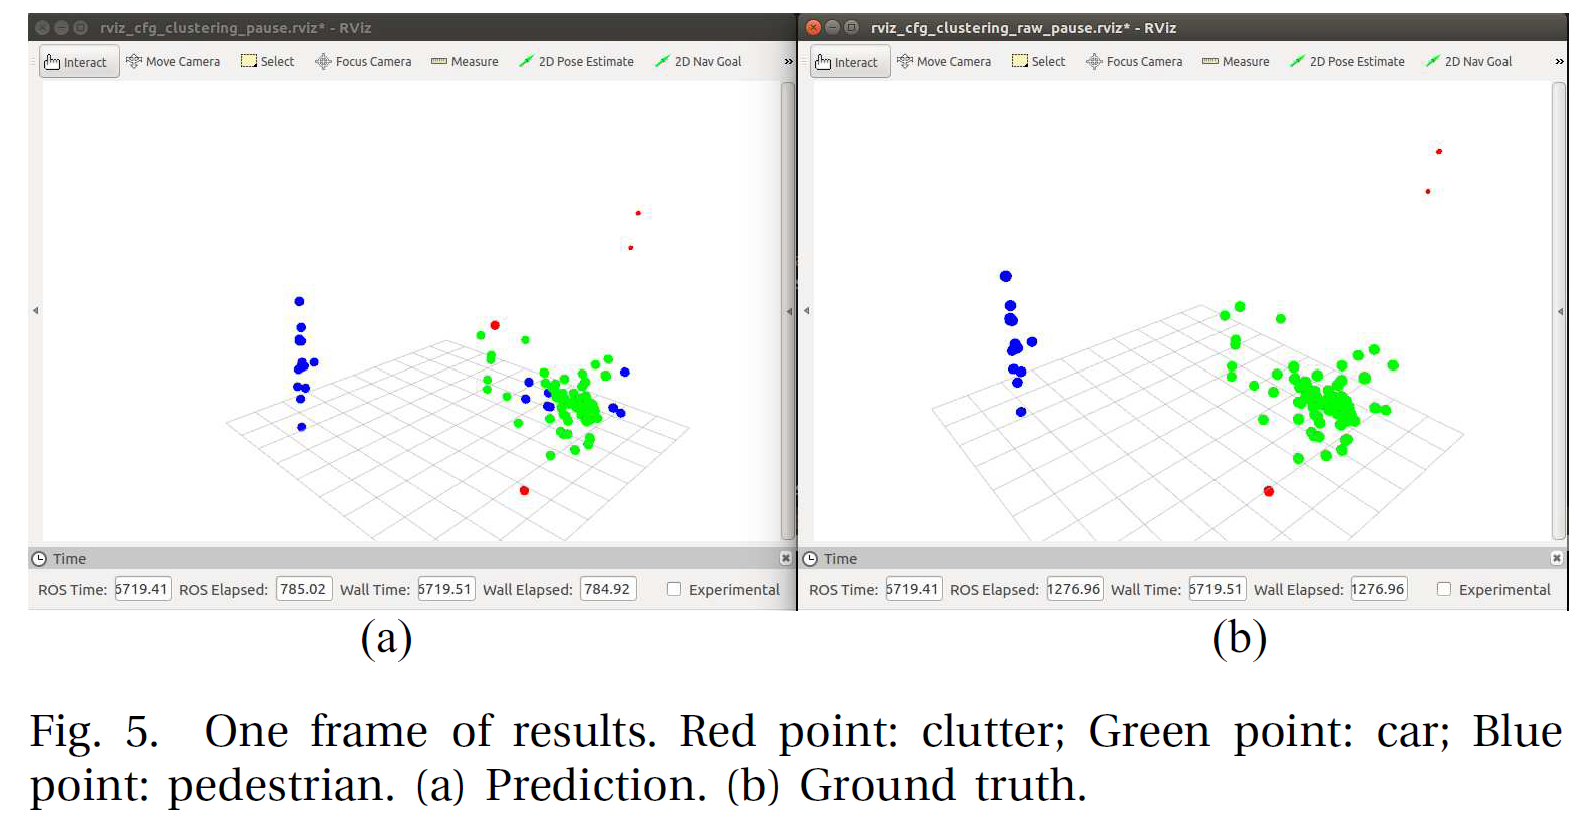 rviz_cfg_clustering_pause.rviz* - RViz
Interact Move Camera Select Focus Camera Measure 2D Pose Estimate 2D Nav Goal »
Time
ROS Time: 6719.41 ROS Elapsed: 785.02 Wall Time: 6719.51 Wall Elapsed: 784.92 Experimental
(a)
rviz_cfg_clustering_raw_pause.rviz* - RViz
Interact Move Camera Select Focus Camera Measure 2D Pose Estimate 2D Nav Goal »
Time
ROS Time: 6719.41 ROS Elapsed: 1276.96 Wall Time: 6719.51 Wall Elapsed: 1276.96 Experimental
(b)
Fig. 5. One frame of results. Red point: clutter; Green point: car; Blue
point: pedestrian. (a) Prediction. (b) Ground truth.